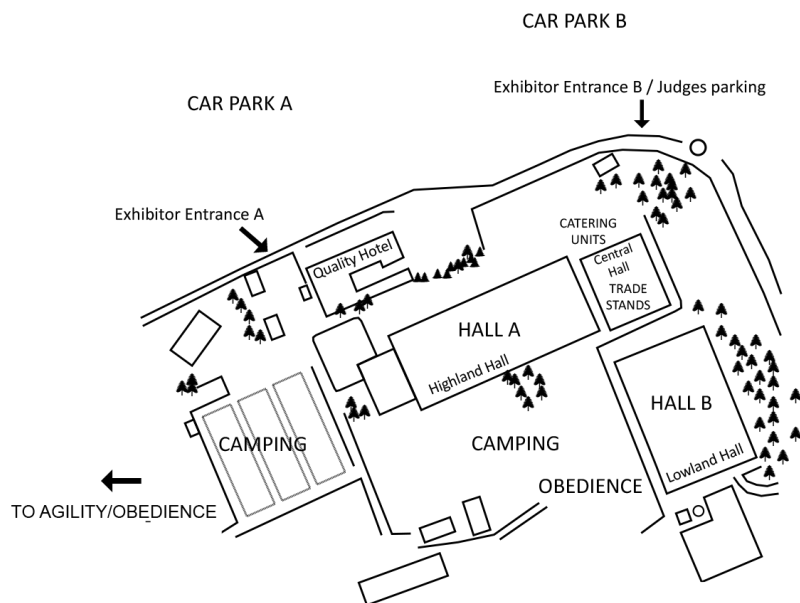 CAR PARK B
Exhibitor Entrance B / Judges parking
CAR PARK A
Exhibitor Entrance A
CATERING
UNITS
Quality Hotel
Central
Hall
TRADE
STANDS
HALL A
Highland Hall
HALL B
CAMPING
CAMPING
Lowland Hall
OBEDIENCE
TO AGILITY/OBEDIENCE